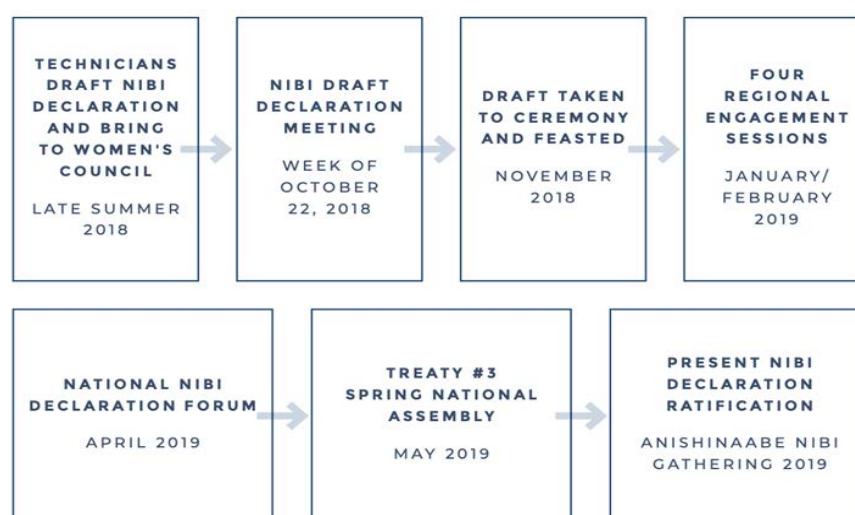 TECHNICIANS
DRAFT NIBI
DECLARATION
AND BRING
TO WOMEN'S
COUNCIL
LATE SUMMER
2018
NIBI DRAFT
DECLARATION
MEETING
WEEK OF
OCTOBER
22, 2018
DRAFT TAKEN
TO CEREMONY
AND FEASTED
NOVEMBER
2018
FOUR
REGIONAL
ENGAGEMENT
SESSIONS
JANUARY/
FEBRUARY
2019
NATIONAL NIBI
DECLARATION FORUM
APRIL 2019
TREATY #3
SPRING NATIONAL
ASSEMBLY
MAY 2019
PRESENT NIBI
DECLARATION
RATIFICATION
ANISHINAABE NIBI
GATHERING 2019